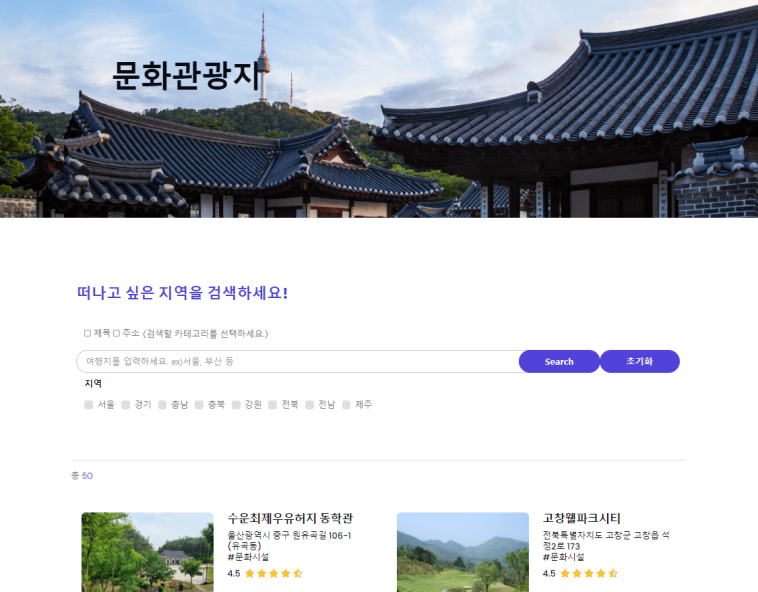 문화관광지
떠나고 싶은 지역을 검색하세요!
제목 주소 (검색할 카테고리를 선택하세요.)
여행지를 입력하세요. ex)서울, 부산 등 Search 초기화
지역
서울 경기 충남 충북 강원 전북 전남 제주
총 50
수운최제우유허지 동학관
울산광역시 중구 원유곡길 106-1
(유곡동)
#문화시설
4.5
고창웰파크시티
전북특별자치도 고창군 고창읍 석
정2로 173
#문화시설
4.5